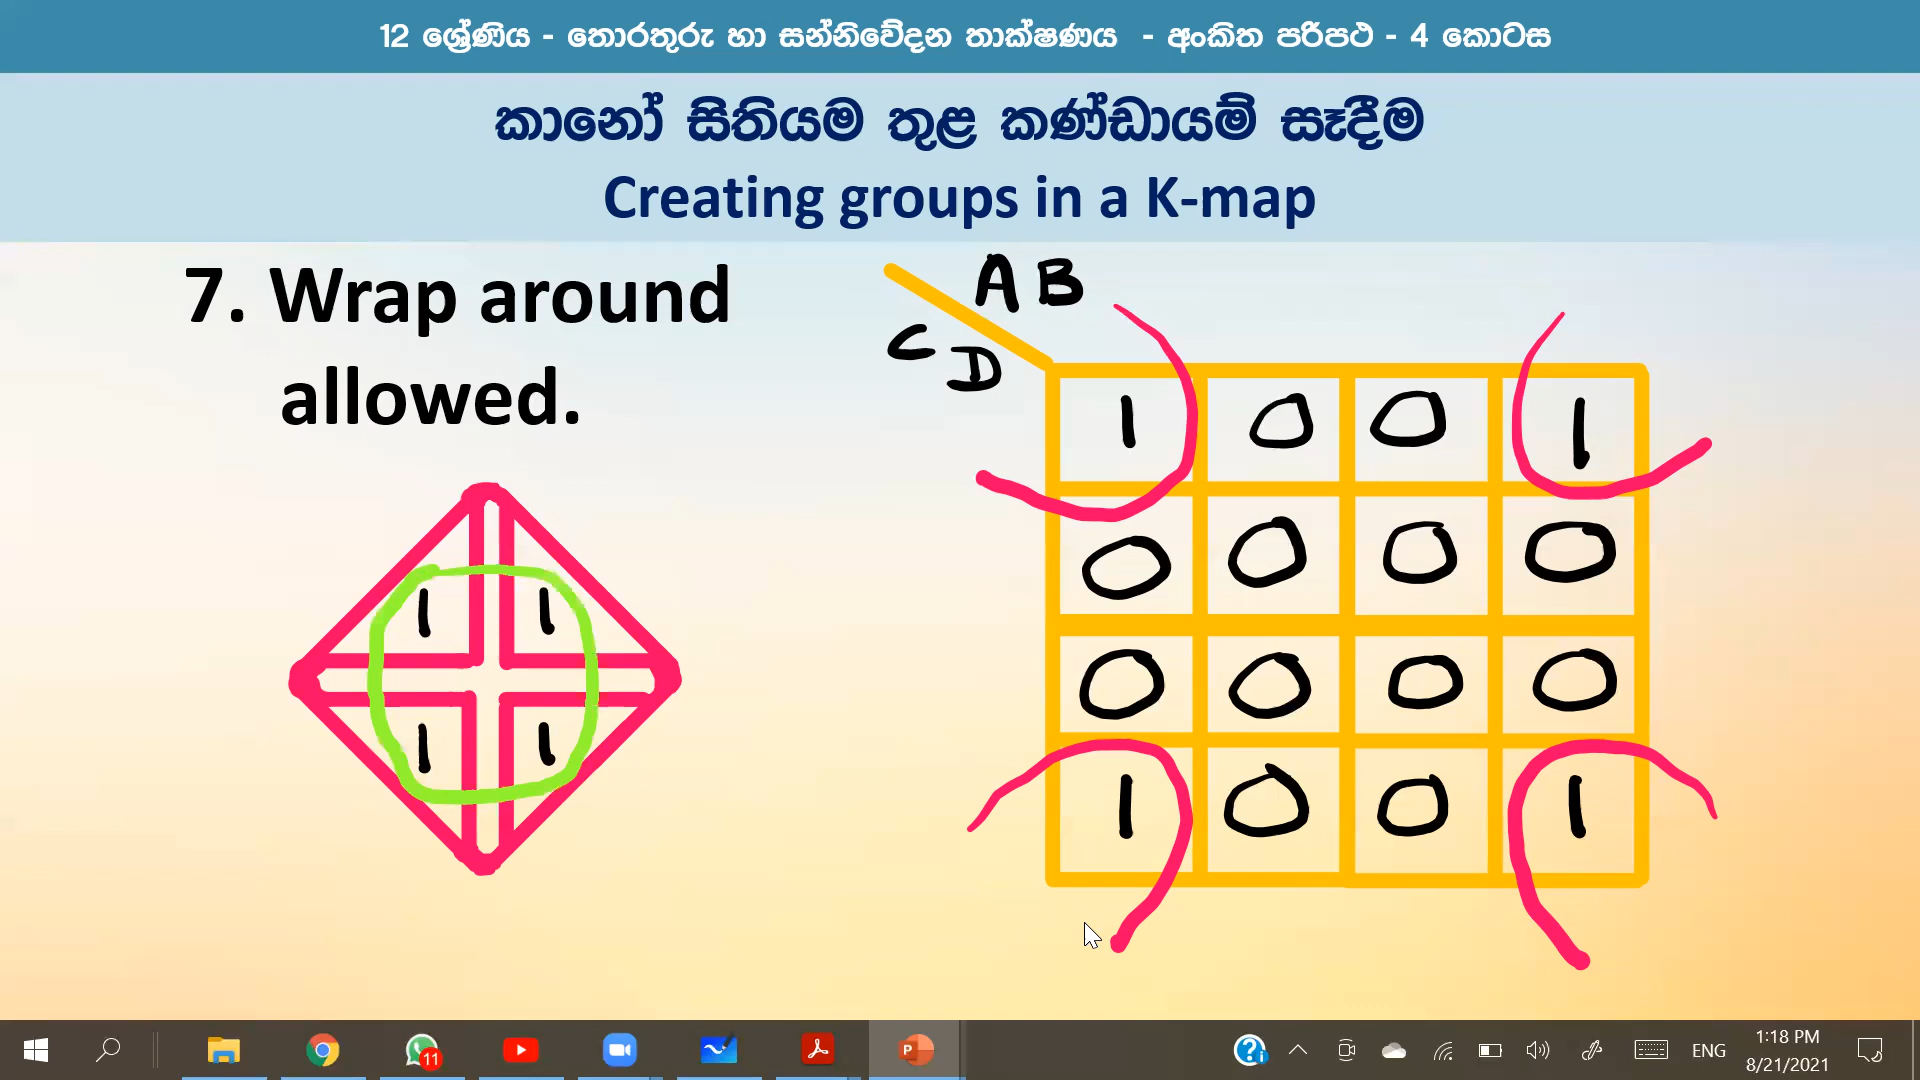 12 ශ්‍රේණිය - තොරතුරු හා සන්නිවේදන තාක්ෂණය - අංකිත පරිපථ - 4 කොටස
කානෝ සිතියම තුළ කණ්ඩායම් සෑදීම
Creating groups in a K-map
7. Wrap around
allowed.
A B
C D
1 0 0 1
0 0 0 0
0 0 0 0
1 0 0 1
1 1
1 1
11
ENG
1:18 PM
8/21/2021